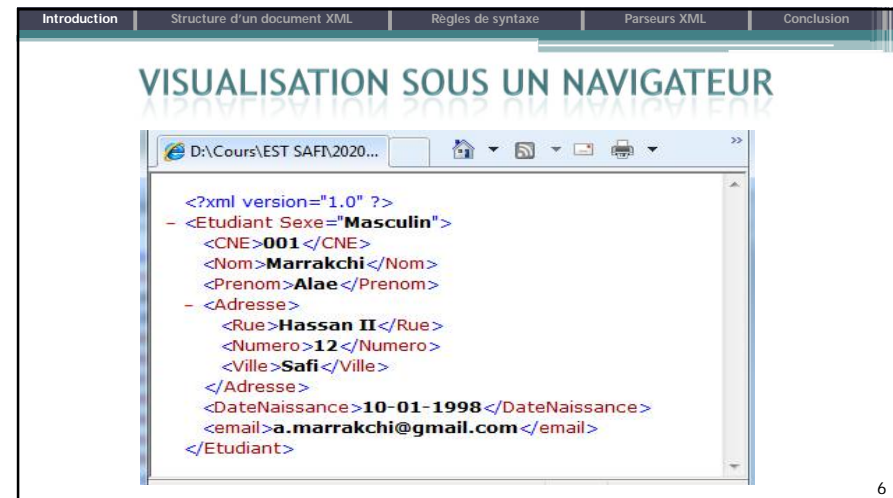 Introduction Structure d'un document XML Règles de syntaxe Parseurs XML Conclusion
VISUALISATION SOUS UN NAVIGATEUR
D:\Cours\EST SAFI\2020... »
<?xml version="1.0" ?>
– <Etudiant Sexe="Masculin">
<CNE>001</CNE>
<Nom>Marrakchi</Nom>
<Prenom>Alae</Prenom>
– <Adresse>
<Rue>Hassan II</Rue>
<Numero>12</Numero>
<Ville>Safi</Ville>
</Adresse>
<DateNaissance>10-01-1998</DateNaissance>
<email>a.marrakchi@gmail.com</email>
</Etudiant>
6